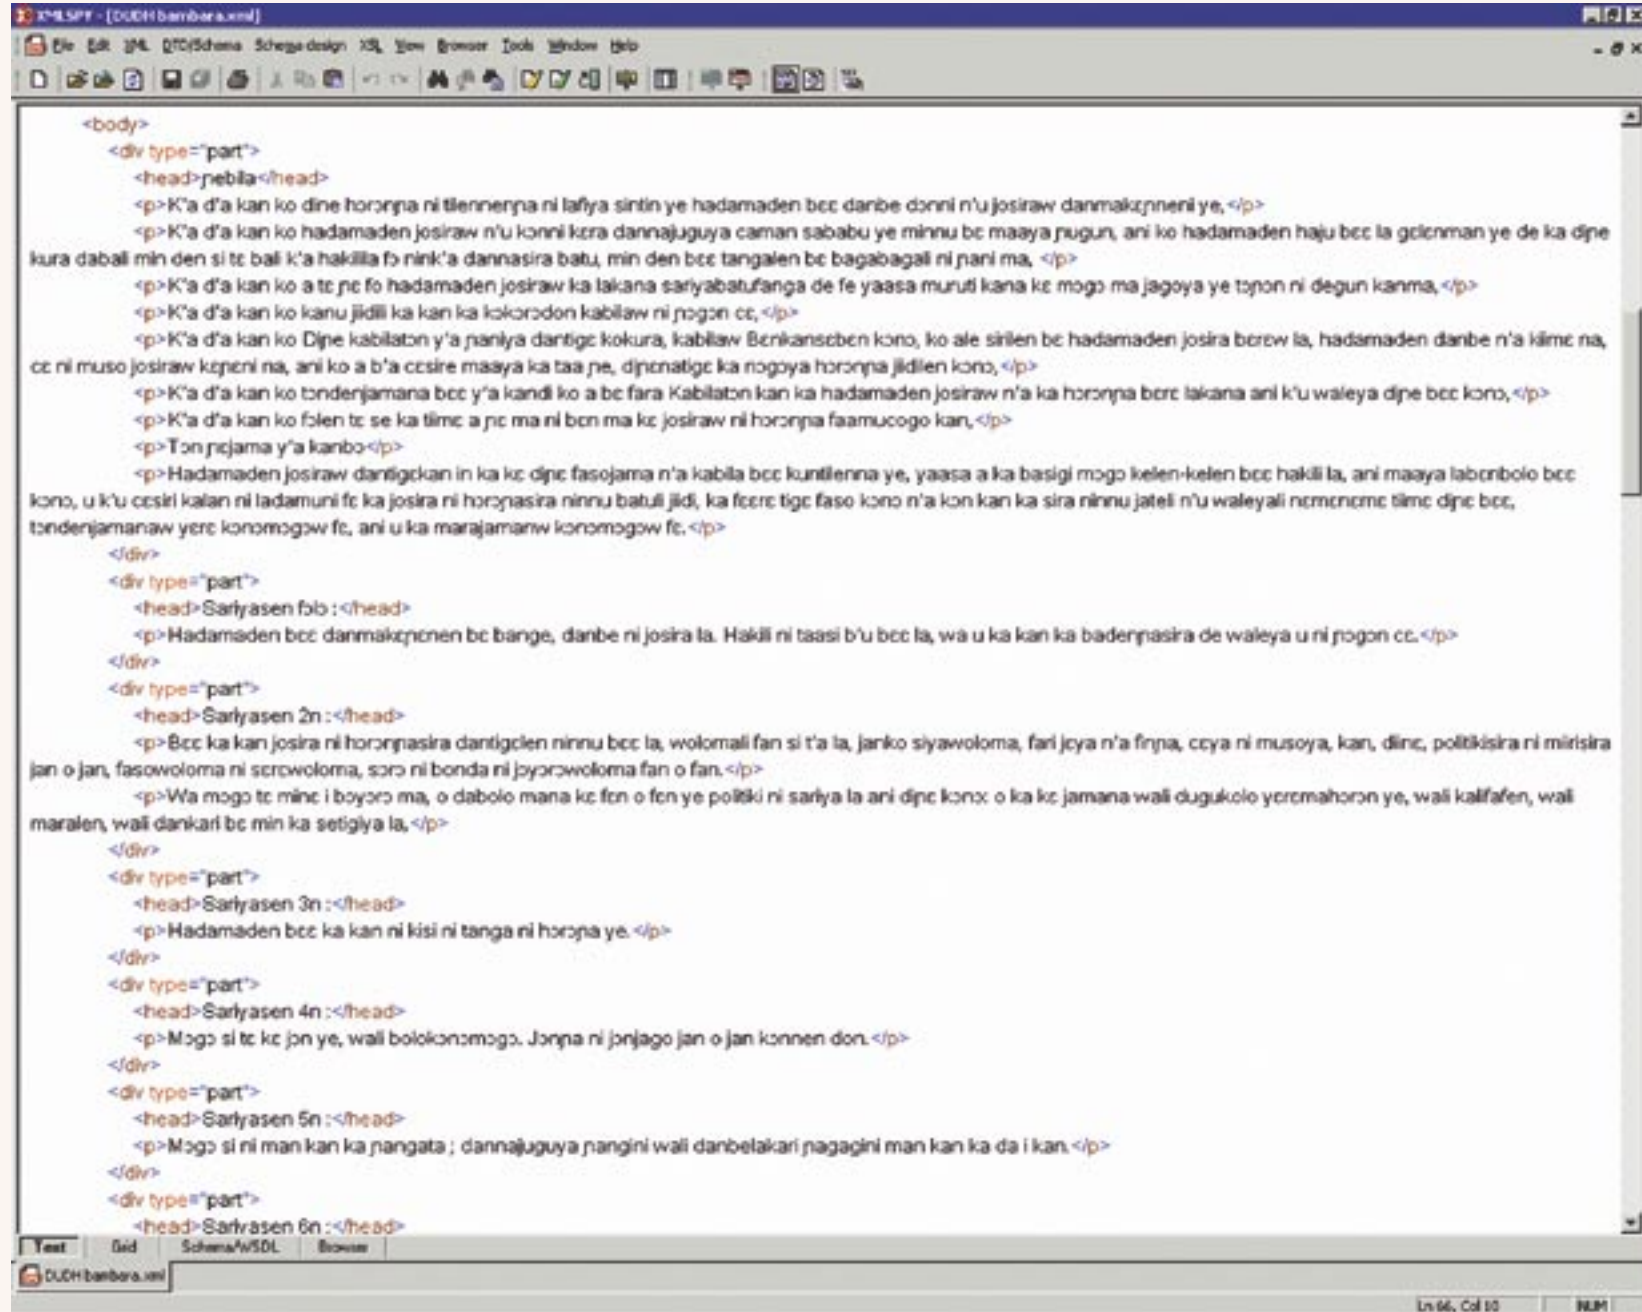 XMLSPY - [DUDH bambara.xml]
File Edit XML DTD/Schema Schema design XSL View Browser Tools Window Help
<body>
<div type="part">
<head>ɲebila</head>
<p>K'a d'a kan ko dine hɔrɔnɲa ni tilennenɲa ni lafiya sintin ye hadamaden bɛɛ danbe dɔnni n'u josiraw danmakɛɲɛnni ye,</p>
<p>K'a d'a kan ko hadamaden josiraw n'u kɔnni kɛra dannajuguya caman sababu ye minnu bɛ maaya ɲugun, ani ko hadamaden haju bɛɛ la gɛlɛnman ye de ka diɲe
kura dabali min den si tɛ bali k'a hakilila fɔ nink'a dannasira batu, min den bɛɛ tangalen bɛ bagabagali ni ɲani ma, </p>
<p>K'a d'a kan ko a tɛ ɲɛ fo hadamaden josiraw ka lakana sariyabatufanga de fe yaasa muruti kana kɛ mogo ma jagoya ye tɔɲɔn ni degun kanma,</p>
<p>K'a d'a kan ko kanu jiidili ka kan ka kokorodon kabilaw ni ɲɔgɔn cɛ,</p>
<p>K'a d'a kan ko Diɲe kabilatɔn y'a ɲaniya dantigɛ kokura, kabilaw Bɛnkansɛbɛn kɔnɔ, ko ale sirilen bɛ hadamaden josira bɛrɛw la, hadamaden danbe n'a kiimɛ na,
cɛ ni muso josiraw kɛɲɛni na, ani ko a b'a cɛsire maaya ka taa ɲɛ, diɲɛnatigɛ ka nɔgɔya hɔrɔnɲa jiidilen kɔnɔ,</p>
<p>K'a d'a kan ko tɔndenjamana bɛɛ y'a kandi ko a bɛ fara Kabilatɔn kan ka hadamaden josiraw n'a ka hɔrɔnɲa bɛrɛ lakana ani k'u waleya diɲɛ bɛɛ kɔnɔ,</p>
<p>K'a d'a kan ko fɔlen tɛ se ka tiimɛ a ɲɛ ma ni bɛn ma kɛ josiraw ni hɔrɔnɲa faamucogo kan,</p>
<p>Tɔn ɲɛjama y'a kanbɔ</p>
<p>Hadamaden josiraw dantigɛkan in ka kɛ diɲɛ fasojama n'a kabila bɛɛ kuntilenna ye, yaasa a ka basigi mɔgɔ kelen-kelen bɛɛ hakili la, ani maaya labɛnbolo bɛɛ
kɔnɔ, u k'u cɛsiri kalan ni ladamuni fɛ ka josira ni hɔrɔɲasira ninnu batuli jiidi, ka fɛɛrɛ tigɛ faso kɔnɔ n'a kɔn kan ka sira ninnu jateli n'u waleyali nɛmɛnɛmɛ tiimɛ diɲɛ bɛɛ,
tɔndenjamanaw yɛrɛ kɔnɔmɔgɔw fɛ, ani u ka marajamanw kɔnɔmɔgɔw fɛ.</p>
</div>
<div type="part">
<head>Sariyasen fɔlɔ :</head>
<p>Hadamaden bɛɛ danmakɛɲɛnɛn bɛ bange, danbe ni josira la. Hakili ni taasi b'u bɛɛ la, wa u ka kan ka badenɲasira de waleya u ni ɲɔgɔn cɛ.</p>
</div>
<div type="part">
<head>Sariyasen 2n :</head>
<p>Bɛɛ ka kan josira ni hɔrɔnɲasira dantigɛlen ninnu bɛɛ la, wolomali fan si t'a la, janko siyawoloma, fari jɛya n'a finɲa, cɛya ni musoya, kan, diinɛ, politikisira ni miirisira
jan o jan, fasowoloma ni sɛrɛwoloma, sɔrɔ ni bonda ni jɔyɔrɔwoloma fan o fan.</p>
<p>Wa mɔgɔ tɛ minɛ i bɔyɔrɔ ma, o dabolo mana kɛ fɛn o fɛn ye politiki ni sariya la ani diɲɛ kɔnɔ: o ka kɛ jamana wali dugukolo yɛrɛmahɔrɔn ye, wali kalifafɛn, wali
maralen, wali dankari bɛ min ka setigiya la,</p>
</div>
<div type="part">
<head>Sariyasen 3n :</head>
<p>Hadamaden bɛɛ ka kan ni kisi ni tanga ni hɔrɔɲa ye.</p>
</div>
<div type="part">
<head>Sariyasen 4n :</head>
<p>Mɔgɔ si tɛ kɛ jɔn ye, wali bolokɔnɔmɔgɔ. Jɔnɲa ni jɔnjago jan o jan kɔnnen don.</p>
</div>
<div type="part">
<head>Sariyasen 5n :</head>
<p>Mɔgɔ si ni man kan ka ɲangata ; dannajuguya ɲangini wali danbelakari ɲagagini man kan ka da i kan.</p>
</div>
<div type="part">
<head>Sariyasen 6n :</head>
Text Grid Schema/WSDL Browser
DUDH bambara.xml
Ln 66, Col 10 NUM